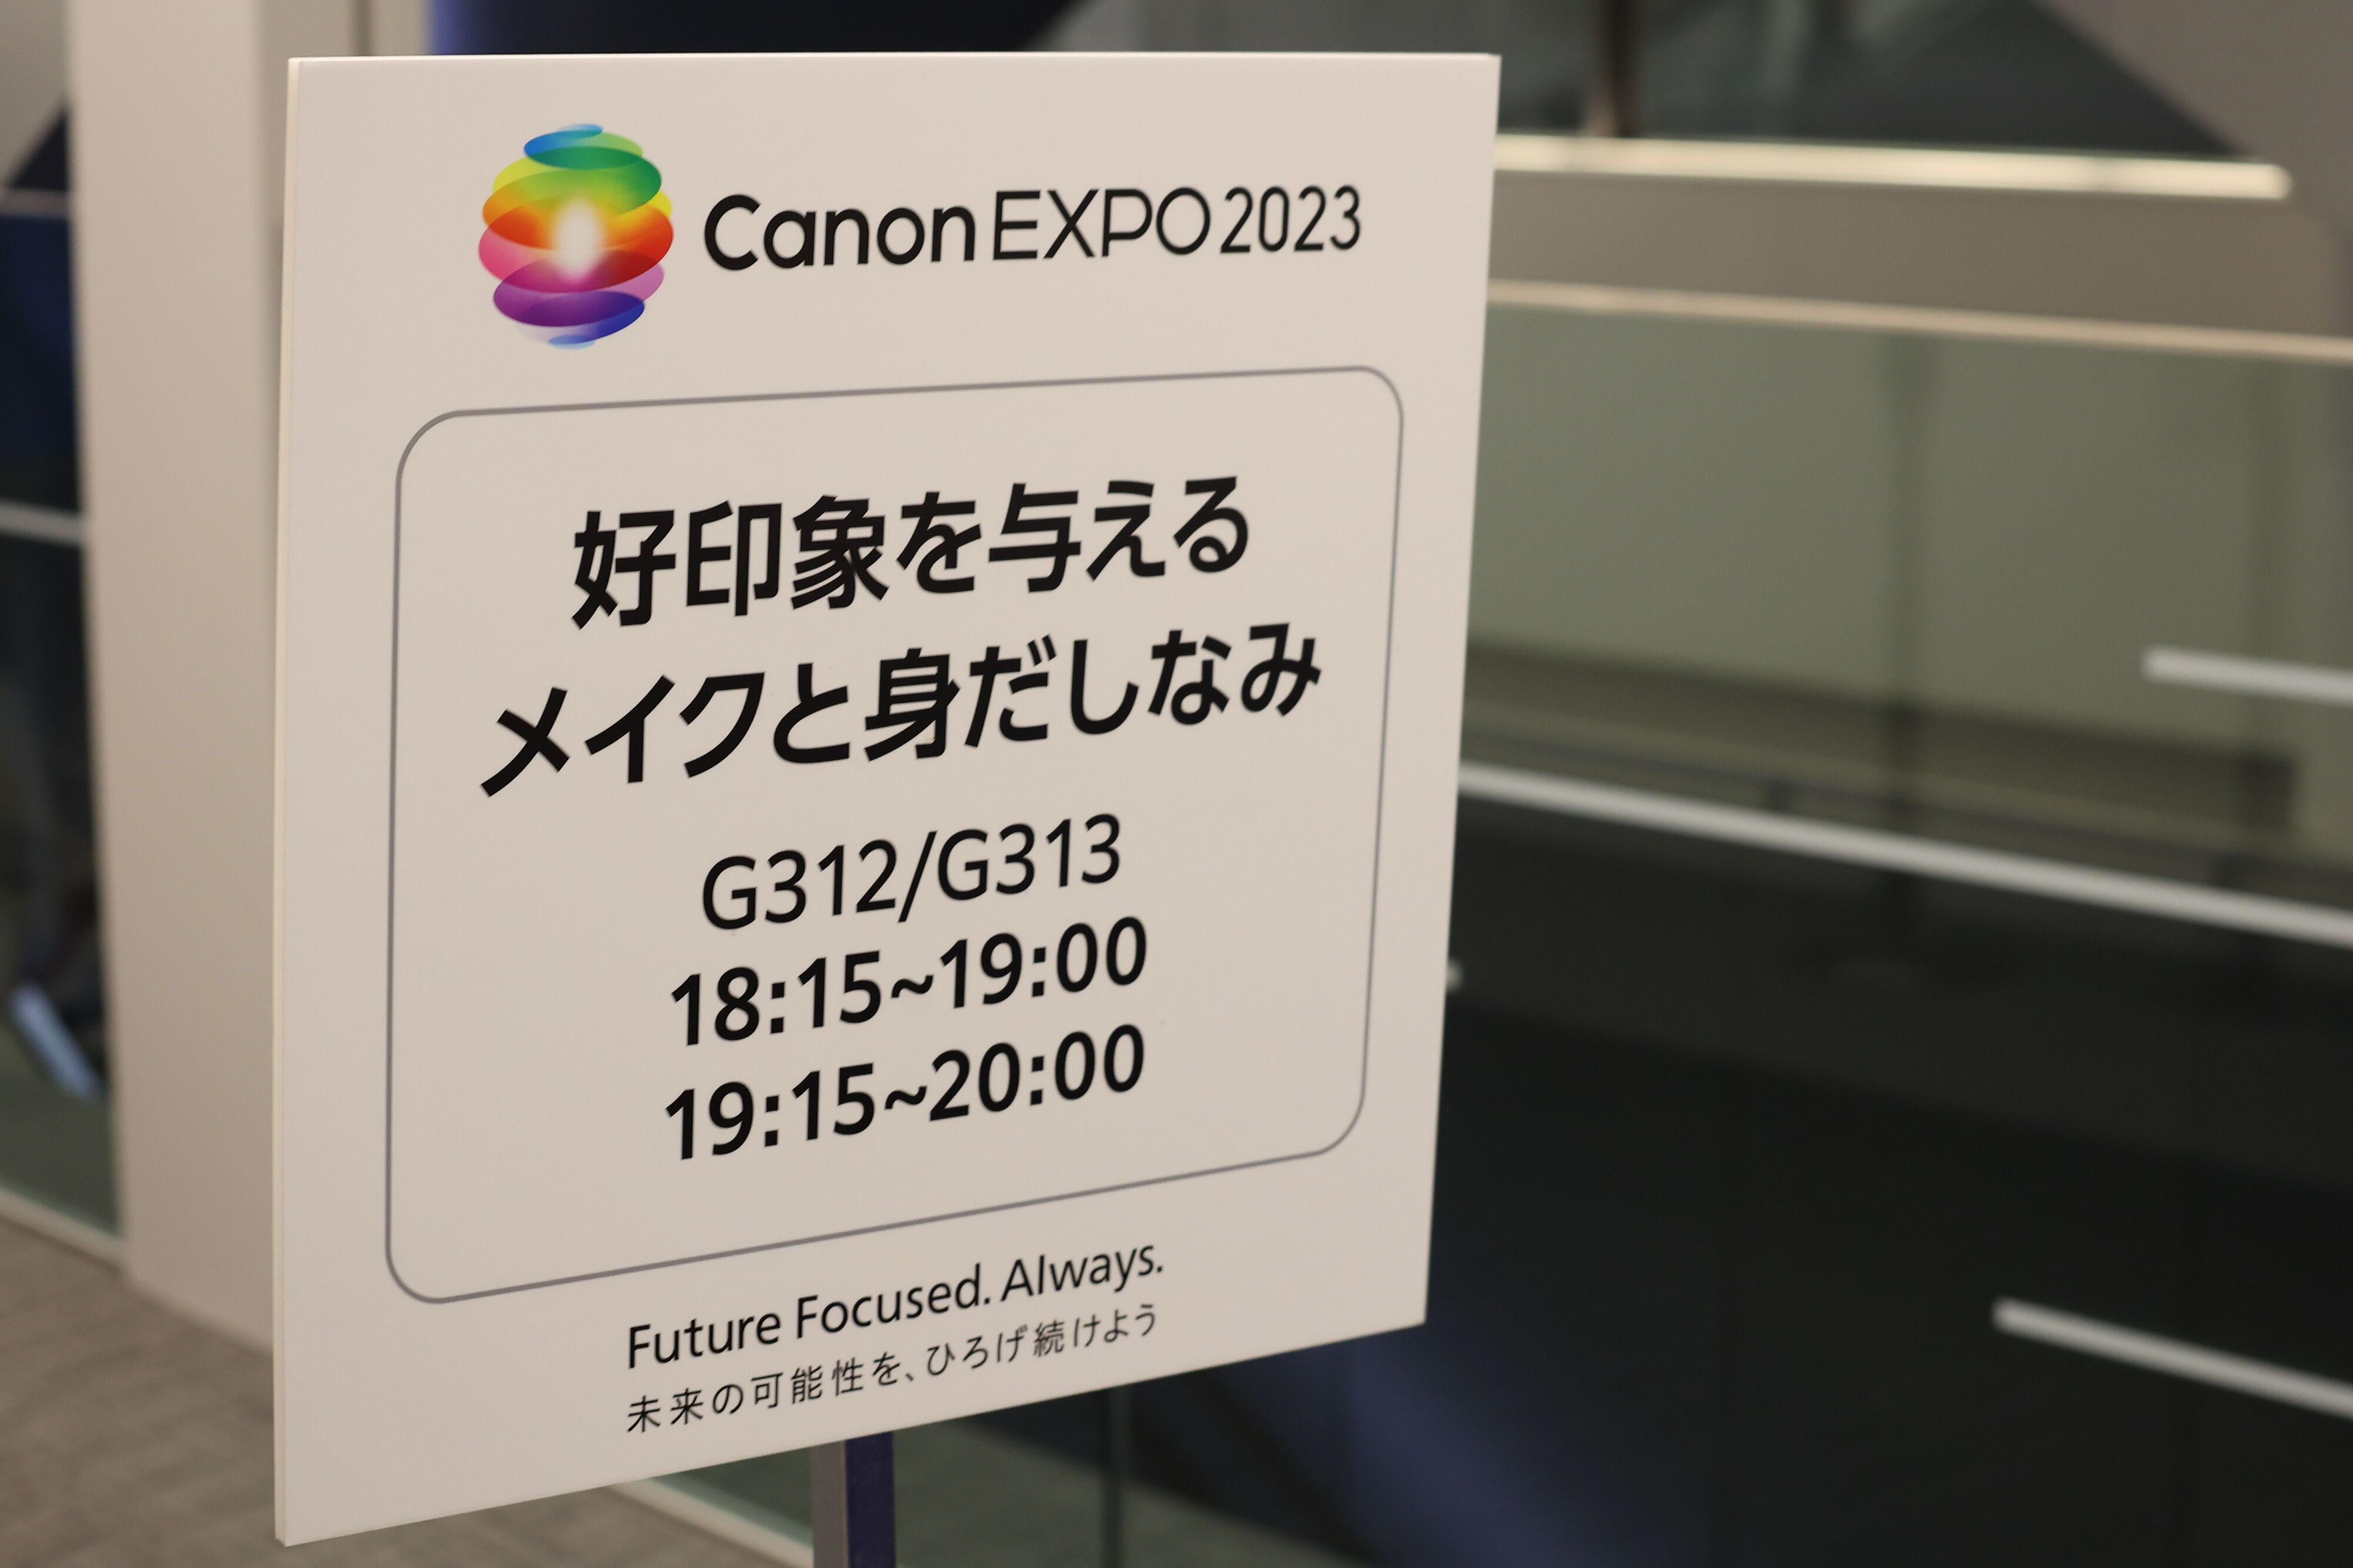 Canon EXPO 2023
好印象を与える
メイクと身だしなみ
G312/G313
18:15~19:00
19:15~20:00
Future Focused. Always.
未来の可能性を、ひろげ続けよう